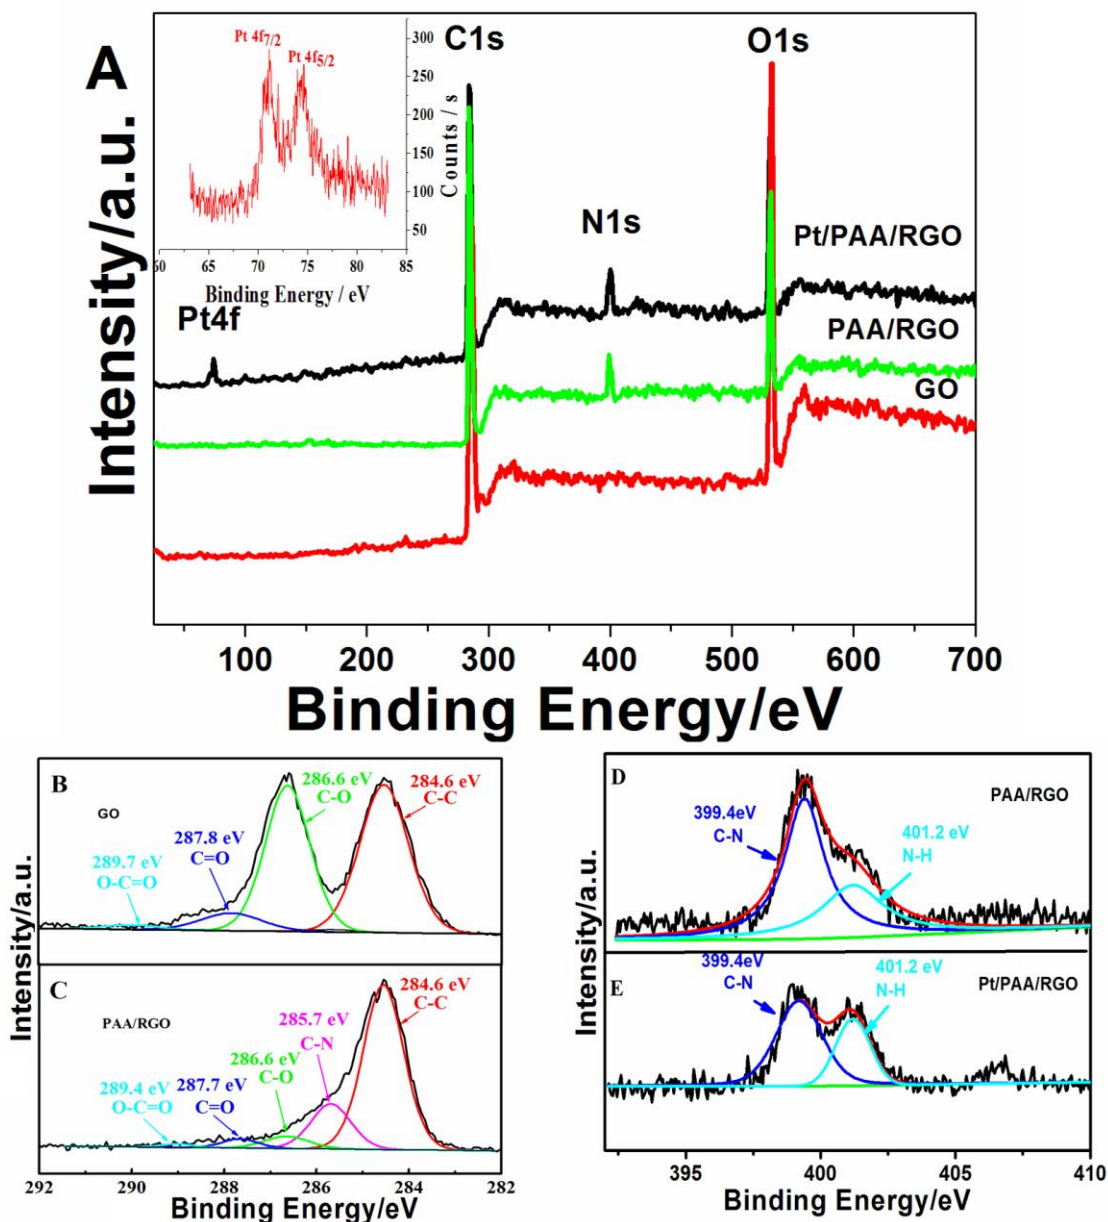 A
Pt 4f7/2
Pt 4f5/2
300
250
200
150
100
50
Counts / s
60 65 70 75 80 85
Binding Energy / eV
C1s
O1s
N1s
Pt4f
Pt/PAA/RGO
PAA/RGO
GO
Intensity/a.u.
100 200 300 400 500 600 700
Binding Energy/eV
B
GO
289.7 eV
O-C=O
287.8 eV
C=O
286.6 eV
C-O
284.6 eV
C-C
C
PAA/RGO
289.4 eV
O-C=O
287.7 eV
C=O
286.6 eV
C-O
285.7 eV
C-N
284.6 eV
C-C
Intensity/a.u.
292 290 288 286 284 282
Binding Energy/eV
D
PAA/RGO
399.4eV
C-N
401.2 eV
N-H
E
Pt/PAA/RGO
399.4eV
C-N
401.2 eV
N-H
Intensity/a.u.
395 400 405 410
Binding Energy/eV